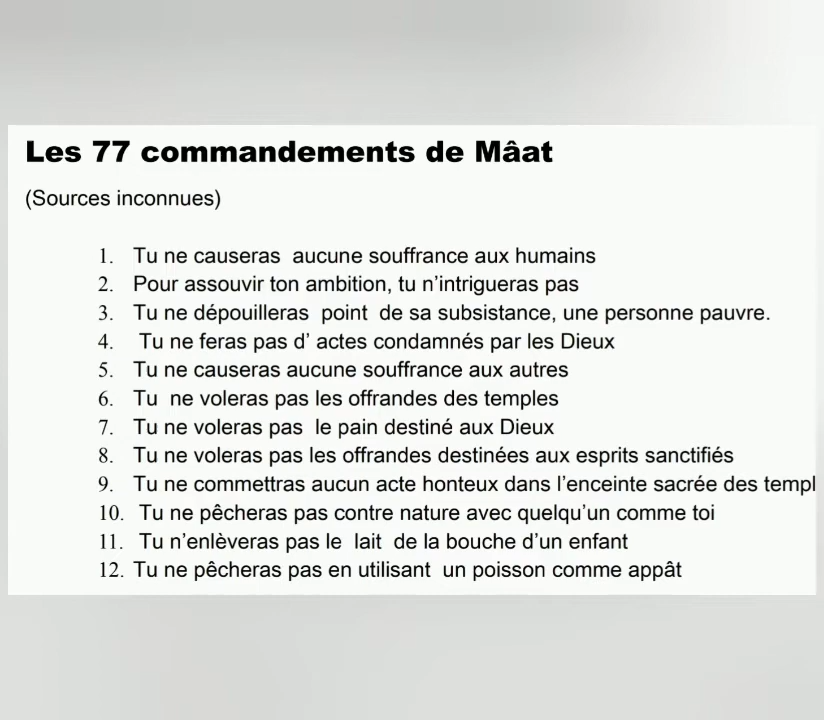 Les 77 commandements de Mâat
(Sources inconnues)
1. Tu ne causeras aucune souffrance aux humains
2. Pour assouvir ton ambition, tu n'intrigueras pas
3. Tu ne dépouilleras point de sa subsistance, une personne pauvre.
4. Tu ne feras pas d' actes condamnés par les Dieux
5. Tu ne causeras aucune souffrance aux autres
6. Tu ne voleras pas les offrandes des temples
7. Tu ne voleras pas le pain destiné aux Dieux
8. Tu ne voleras pas les offrandes destinées aux esprits sanctifiés
9. Tu ne commettras aucun acte honteux dans l'enceinte sacrée des templ
10. Tu ne pêcheras pas contre nature avec quelqu'un comme toi
11. Tu n'enlèveras pas le lait de la bouche d'un enfant
12. Tu ne pêcheras pas en utilisant un poisson comme appât